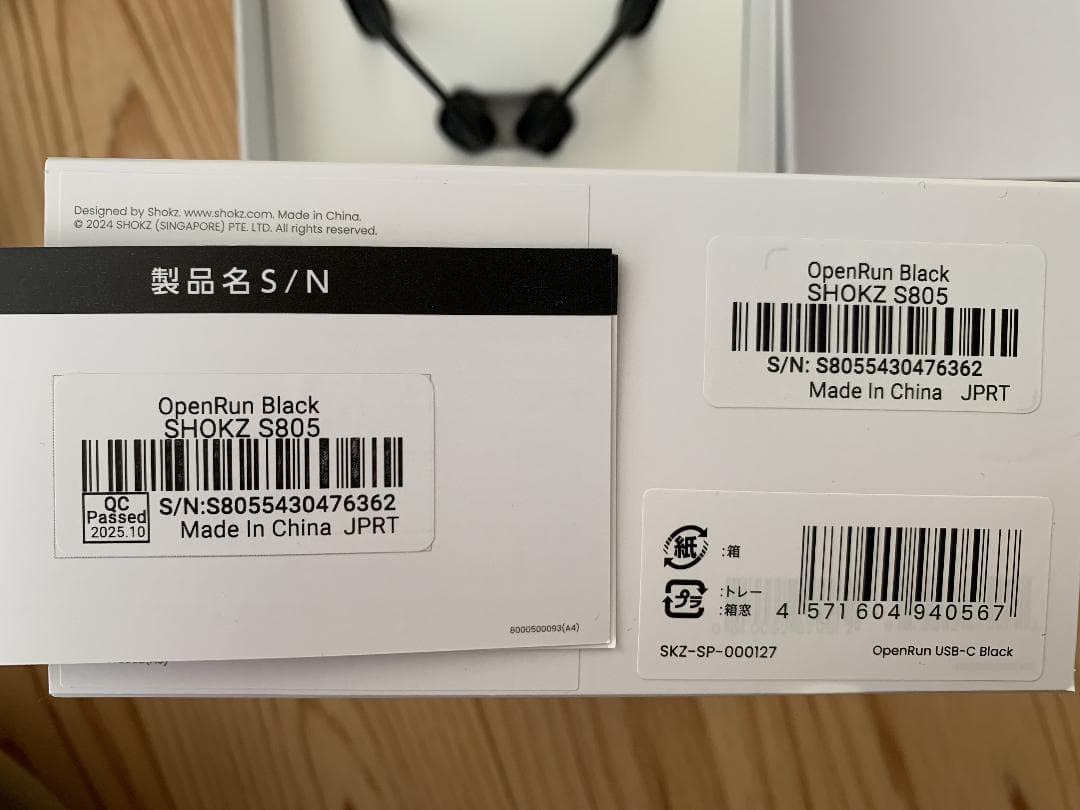 Designed by Shokz. www.shokz.com. Made in China.
© 2024 SHOKZ (SINGAPORE) PTE. LTD. All rights reserved.
製品名S/N
OpenRun Black
SHOKZ S805
QC
Passed
2025.10
S/N:S8055430476362
Made In China JPRT
8000500093(A4)
OpenRun Black
SHOKZ S805
S/N: S8055430476362
Made In China JPRT
紙 :箱
プラ :トレー
:箱窓
4 571604 940567
SKZ-SP-000127
OpenRun USB-C Black